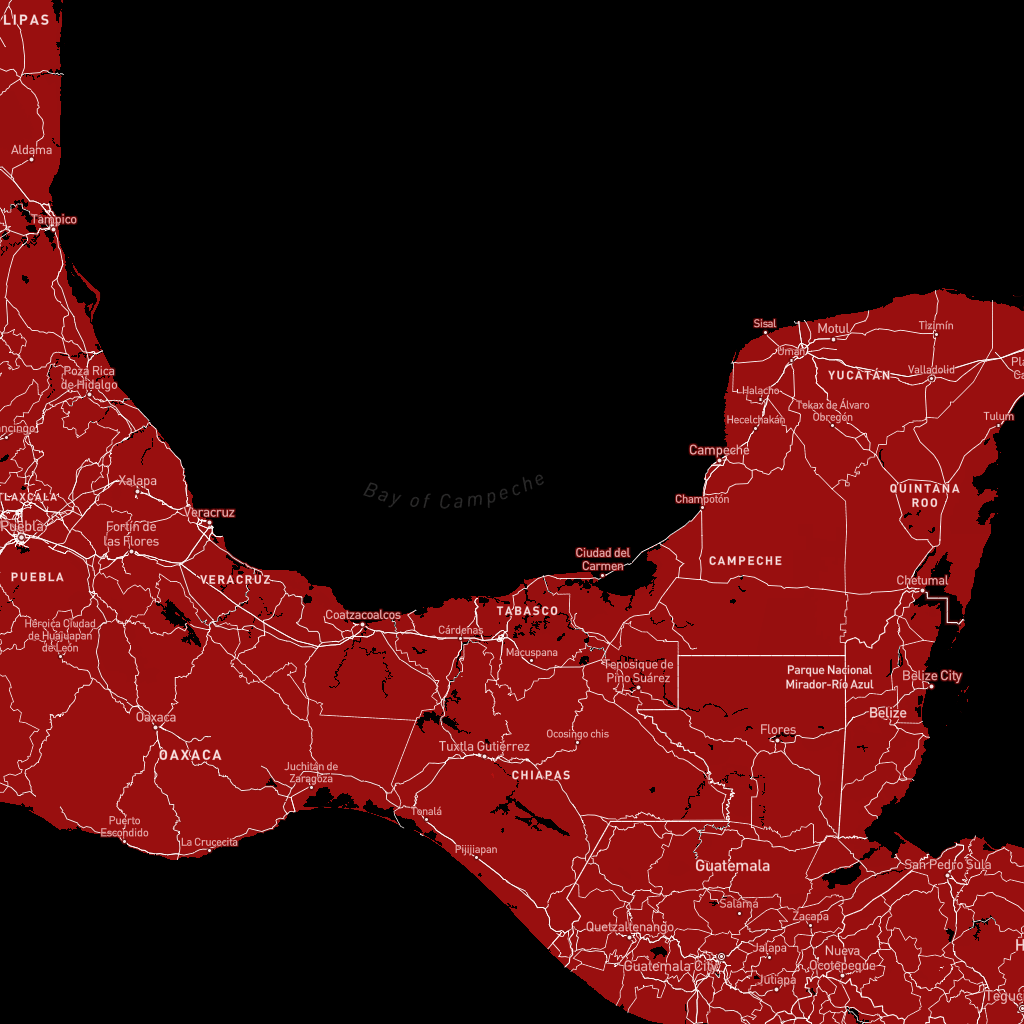 LIPAS
Aldama
Tampico
Sisal
Motul
Tizimín
Umán
Poza Rica
de Hidalgo
YUCATÁN
Valladolid
Halacho
Tekax de Álvaro
Obregón
Hecelchakán
Tulum
Campeche
Xalapa
Bay of Campeche
QUINTANA
ROO
TLAXCALA
Champotón
Veracruz
Puebla
Fortín de
las Flores
Ciudad del
Carmen
CAMPECHE
PUEBLA
VERACRUZ
Chetumal
TABASCO
Coatzacoalcos
Heroica Ciudad
de Huajuapan
de León
Cárdenas
Macuspana
Tenosique de
Pino Suárez
Parque Nacional
Mirador-Río Azul
Belize City
Belize
Oaxaca
Flores
Ocosingo chis
OAXACA
Tuxtla Gutiérrez
Juchitán de
Zaragoza
CHIAPAS
Tonalá
Puerto
Escondido
La Crucecita
Pijijiapan
Guatemala
San Pedro Sula
Salamá
Zacapa
Quetzaltenango
Jalapa
Nueva
Ocotepeque
Guatemala City
Jutiapa